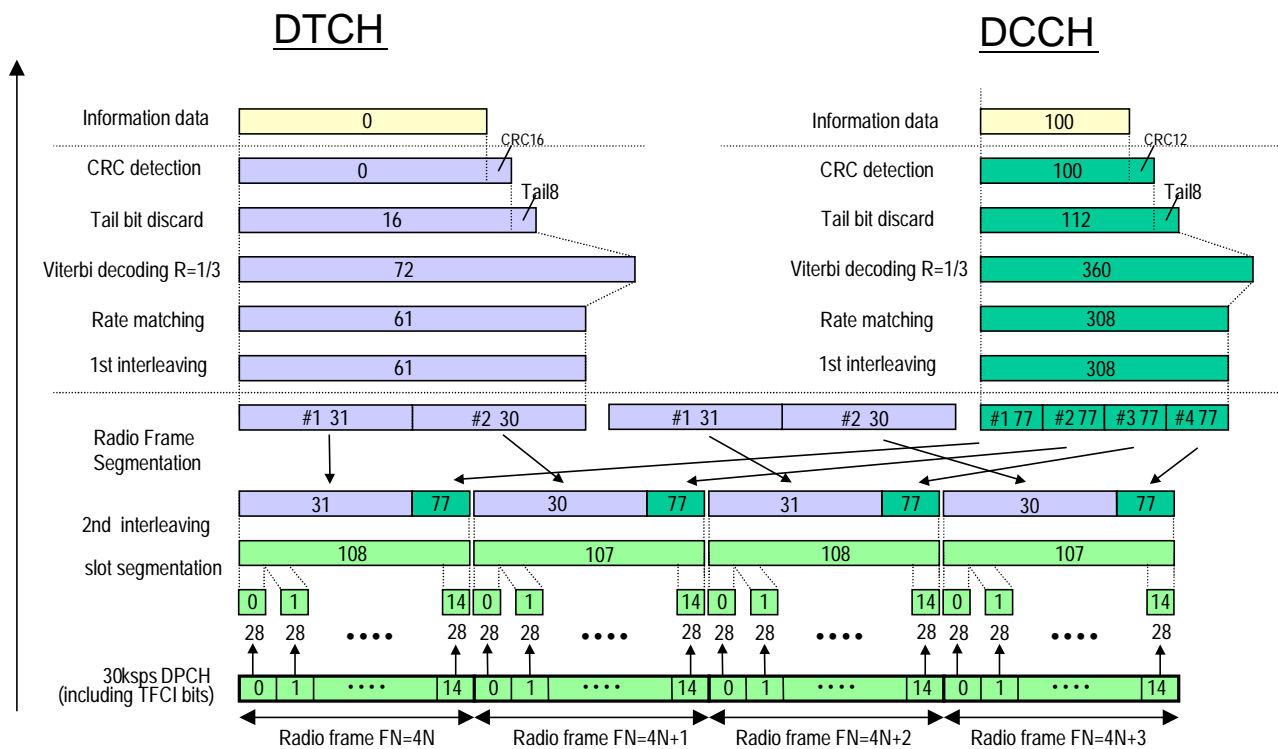 DTCH DCCH
Information data 0 Information data 100
CRC16 CRC12
CRC detection 0 CRC detection 100
Tail8 Tail8
Tail bit discard 16 Tail bit discard 112
Viterbi decoding R=1/3 72 Viterbi decoding R=1/3 360
Rate matching 61 Rate matching 308
1st interleaving 61 1st interleaving 308
#1 31 #2 30 #1 31 #2 30 #1 77 #2 77 #3 77 #4 77
Radio Frame
Segmentation
31 77 30 77 31 77 30 77
2nd interleaving
108 107 108 107
slot segmentation
0 1 14 0 1 14 0 1 14 0 1 14
28 28 •••• 28 28 28 •••• 28 28 28 •••• 28 28 28 •••• 28
30ksps DPCH
(including TFCI bits)
0 1 •••• 14 0 1 •••• 14 0 1 •••• 14 0 1 •••• 14
Radio frame FN=4N Radio frame FN=4N+1 Radio frame FN=4N+2 Radio frame FN=4N+3